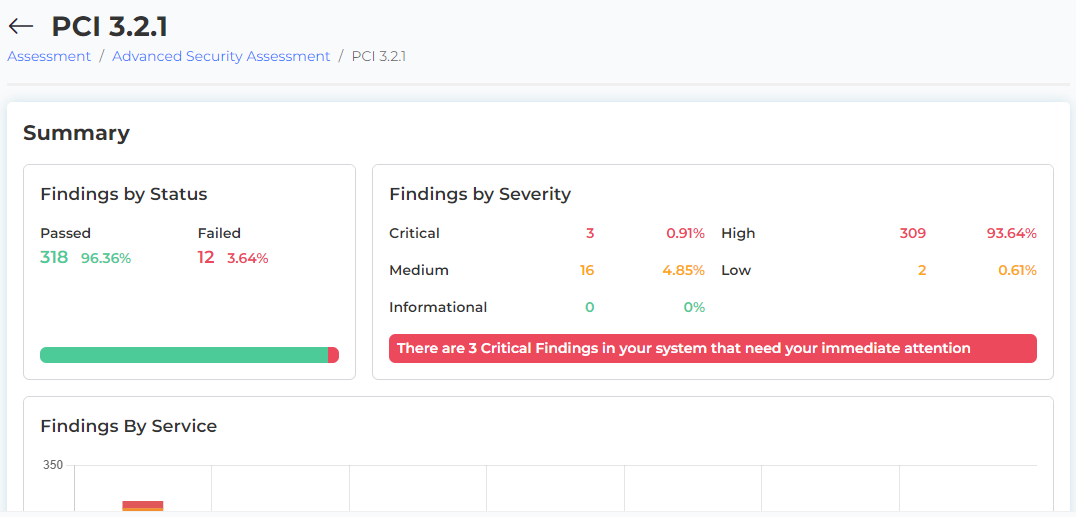 PCI 3.2.1
Assessment / Advanced Security Assessment / PCI 3.2.1
Summary
Findings by Status
Passed Failed
318 96.36% 12 3.64%
Findings by Severity
Critical 3 0.91% High 309 93.64%
Medium 16 4.85% Low 2 0.61%
Informational 0 0%
There are 3 Critical Findings in your system that need your immediate attention
Findings By Service
350